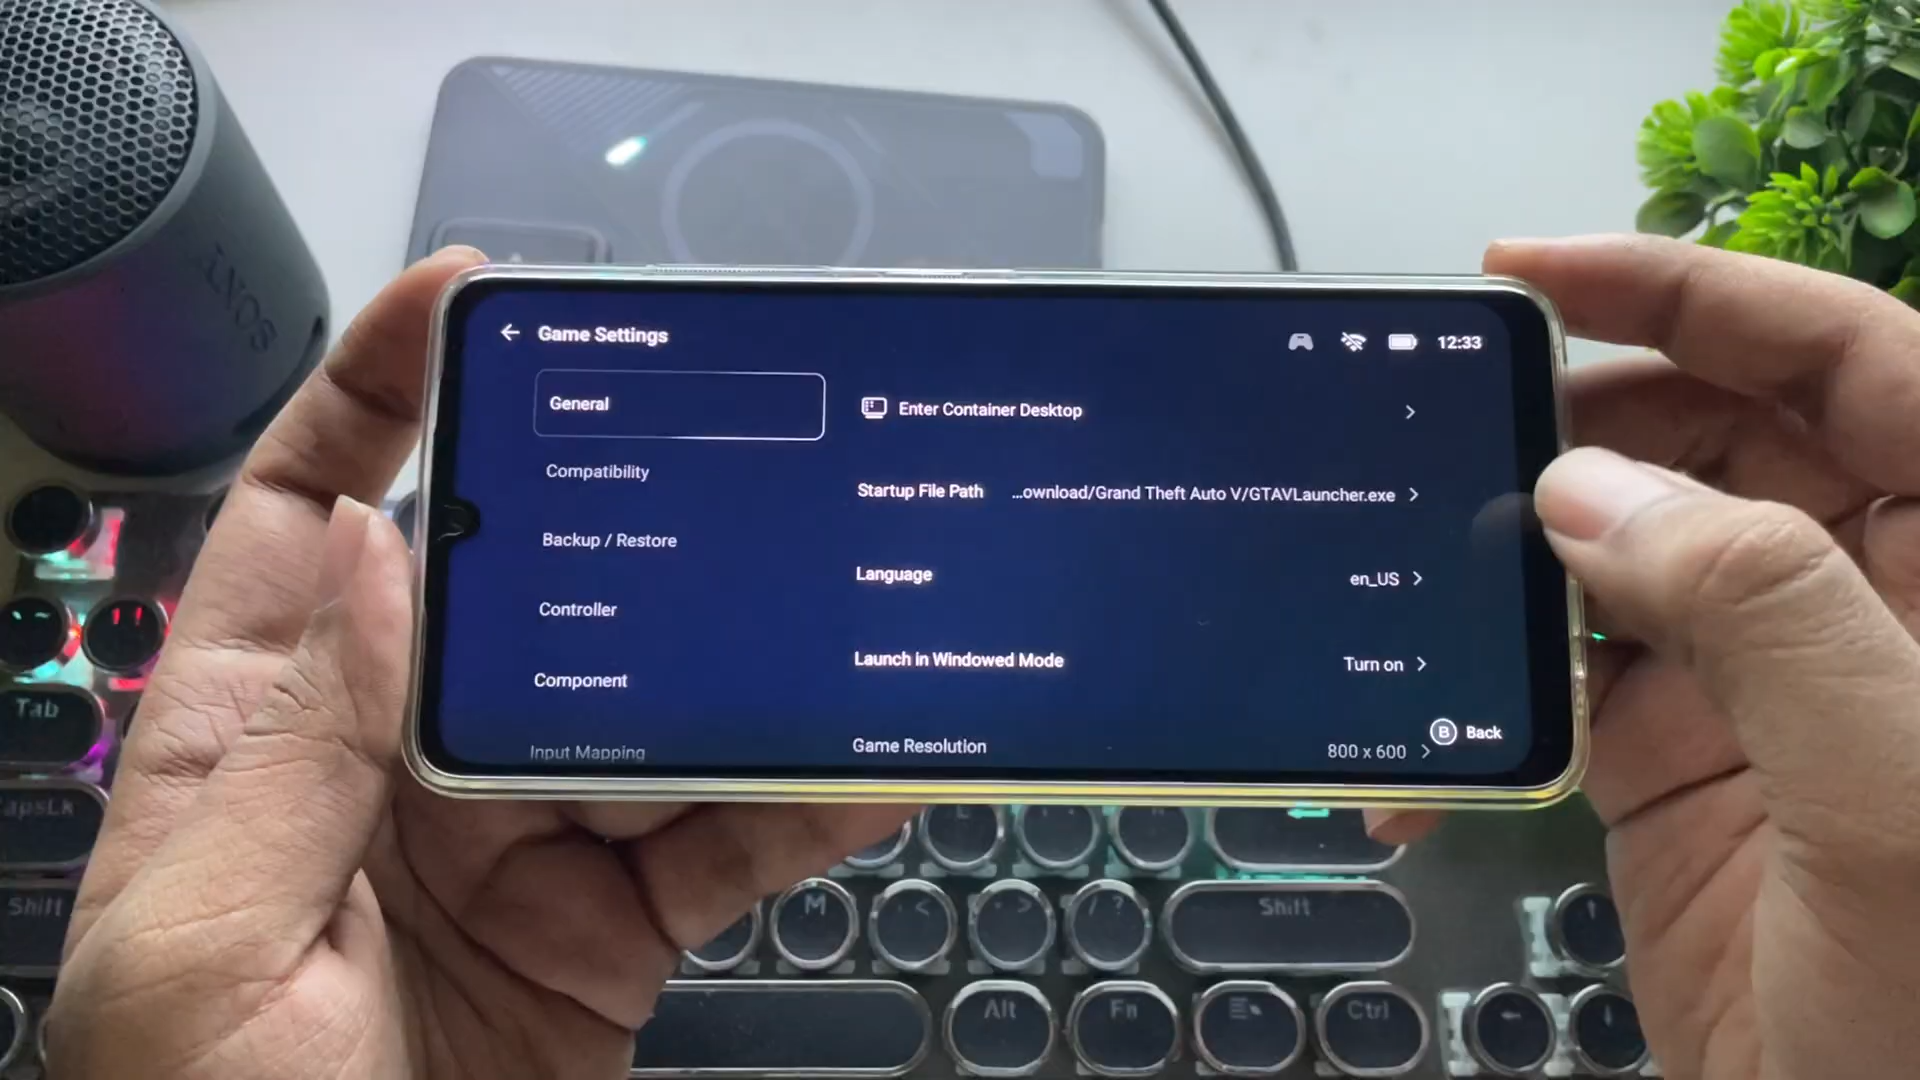 SONY
Game Settings
12:33
General
Enter Container Desktop
Compatibility
Startup File Path ...ownload/Grand Theft Auto V/GTAVLauncher.exe
Backup / Restore
Language en_US
Controller
Launch in Windowed Mode Turn on
Component
B Back
Input Mapping
Game Resolution 800 x 600
Tab
apsLk
Shift
M < > / ?
Shift
Alt Fn Ctrl